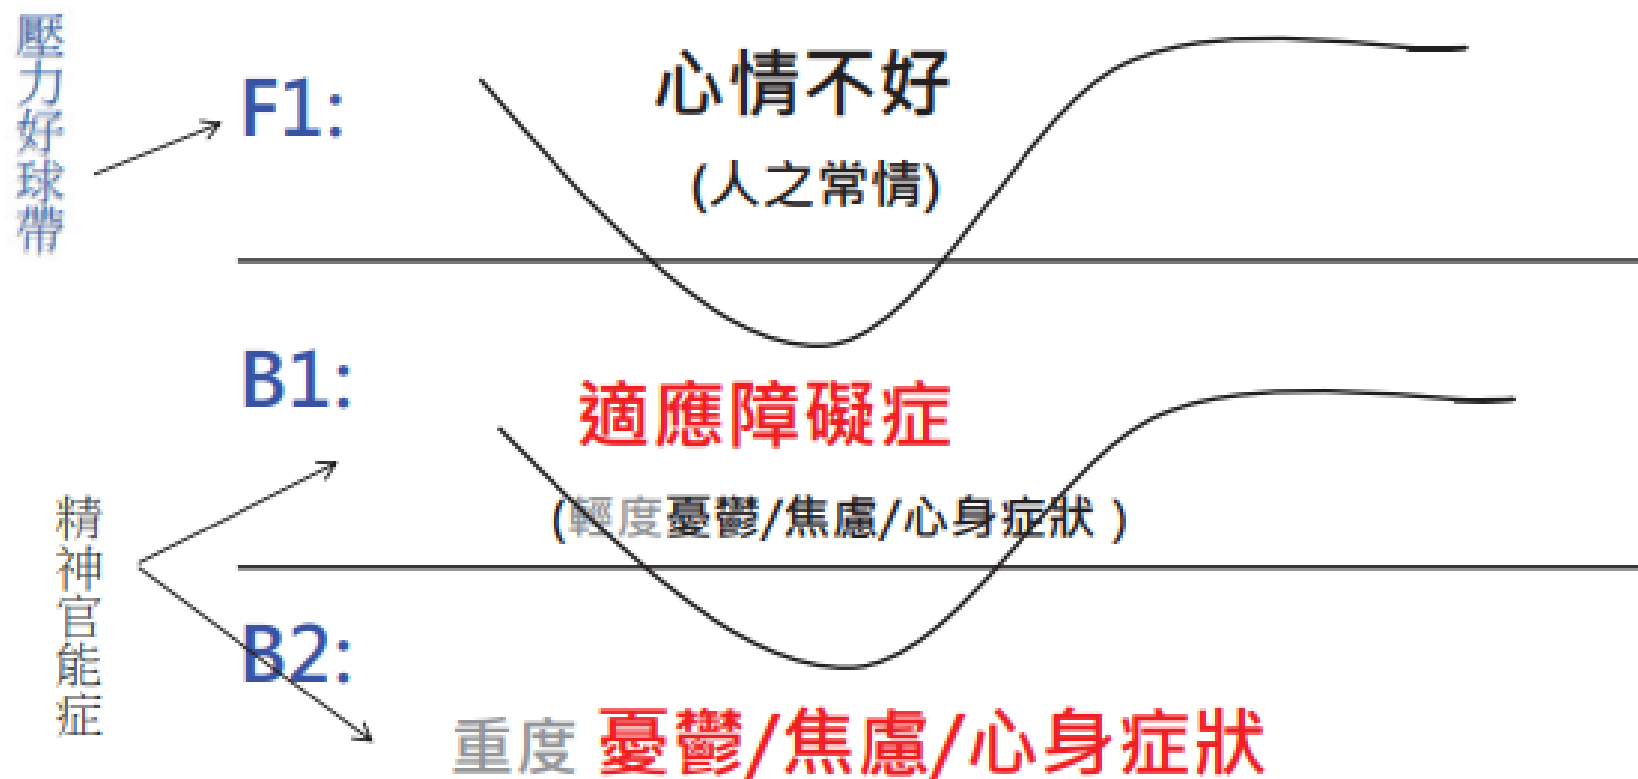 壓力好球帶
F1:
心情不好
(人之常情)
B1:
適應障礙症
(輕度憂鬱/焦慮/心身症狀 )
精神官能症
B2:
重度 憂鬱/焦慮/心身症狀